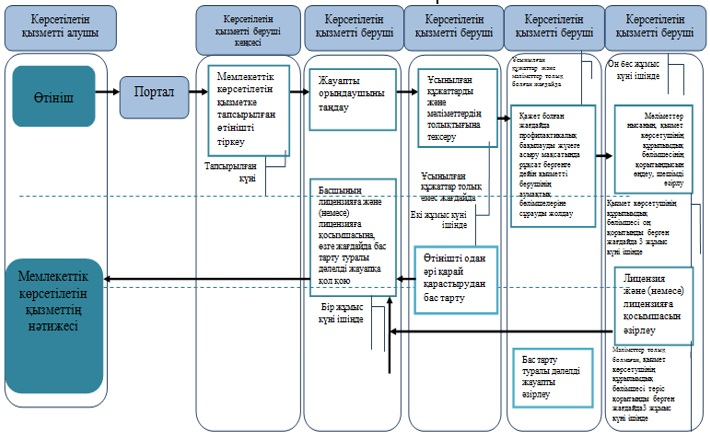 Көрсетілетін
қызметті алушы
Көрсетілетін
қызметті беруші
кеңсесі
Көрсетілетін
қызметті беруші
Көрсетілетін
қызметті беруші
Көрсетілетін
қызметті беруші
Көрсетілетін
қызметті беруші
Өтініш
Портал
Мемлекеттік
көрсетілетін
қызметке
тапсырылған
өтінішті
тіркеу
Тапсырылған
күні
Жауапты
орындаушыны
таңдау
Ұсынылған
құжаттарды
және
мәліметтердің
толықтығына
тексеру
Ұсынылған
құжаттар толық
емес жағдайда
Екі жұмыс күні
ішінде
Ұсынылған
құжаттар және
мәліметтер толық
болған жағдайда
Қажет болған
жағдайда
профилактикалық
бақылауды жүзеге
асыру мақсатында
рұқсат бергенге
дейін қызметті
берушінің
аумақтық
бөлімшелеріне
сұрауды жолдау
Он бес жұмыс
күні ішінде
Мәліметтер
нысанын, қызмет
көрсетушінің
құрылымдық
бөлімшесінің
қорытындысын
өңдеу, шешімді
әзірлу
Қызмет көрсетушінің
құрылымдық
бөлімшесі оң
қорытынды берген
жағдайда 3 жұмыс
күні ішінде
Басшының
лицензияға және
(немесе)
лицензияға
қосымшасына,
өзге жағдайда бас
тарту туралы
дәлелді жауапқа
қол қою
Бір жұмыс
күні ішінде
Өтінішті одан
әрі қарай
қарастырудан
бас тарту
Лицензия
және (немесе)
лицензияға
қосымшасын
әзірлеу
Мемлекеттік
көрсетілетін
қызметтің
нәтижесі
Бас тарту
туралы дәлелді
жауапты
әзірлеу
Мәліметтер толық
болмаған, қызмет
көрсетушінің
құрылымдық
бөлімшесі теріс
қорытынды берген
жағдайда3 жұмыс
күні ішінде